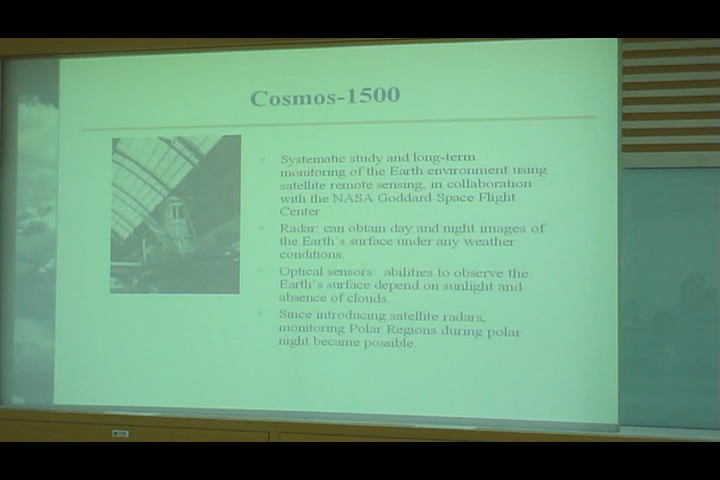 Cosmos-1500
Systematic study and long-term
monitoring of the Earth environment using
satellite remote sensing, in collaboration
with the NASA Goddard Space Flight
Center
Radar: can obtain day and night images of
the Earth's surface under any weather
conditions.
Optical sensors: abilities to observe the
Earth's surface depend on sunlight and
absence of clouds.
Since introducing satellite radars,
monitoring Polar Regions during polar
night became possible.